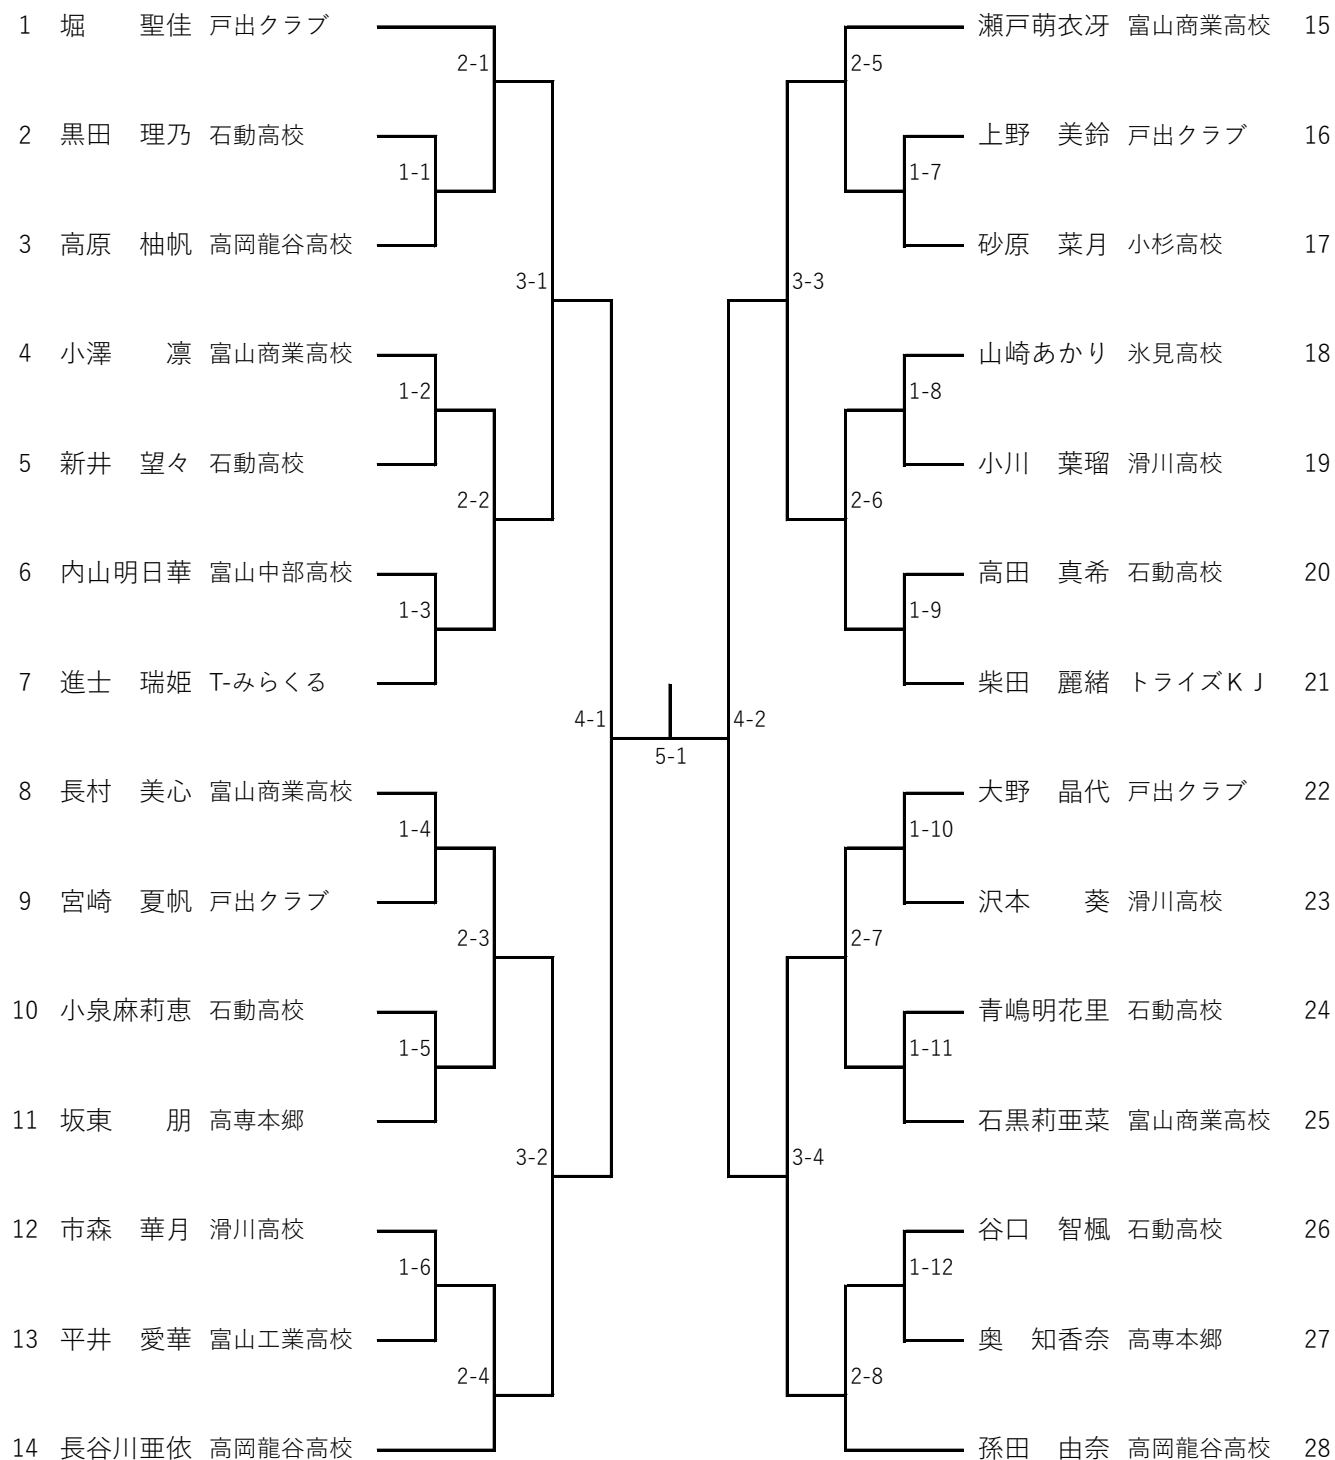 1 堀　　聖佳 戸出クラブ
2-1
2 黒田　理乃 石動高校
1-1
3 高原　柚帆 高岡龍谷高校
3-1
4 小澤　　凛 富山商業高校
1-2
5 新井　望々 石動高校
2-2
6 内山明日華 富山中部高校
1-3
7 進士　瑞姫 T-みらくる
4-1
8 長村　美心 富山商業高校
1-4
9 宮崎　夏帆 戸出クラブ
2-3
10 小泉麻莉恵 石動高校
1-5
11 坂東　　朋 高専本郷
3-2
12 市森　華月 滑川高校
1-6
13 平井　愛華 富山工業高校
2-4
14 長谷川亜依 高岡龍谷高校
5-1
瀬戸萌衣冴 富山商業高校 15
2-5
上野　美鈴 戸出クラブ 16
1-7
砂原　菜月 小杉高校 17
3-3
山崎あかり 氷見高校 18
1-8
小川　葉瑠 滑川高校 19
2-6
高田　真希 石動高校 20
1-9
柴田　麗緒 トライズＫＪ 21
4-2
大野　晶代 戸出クラブ 22
1-10
沢本　　葵 滑川高校 23
2-7
青嶋明花里 石動高校 24
1-11
石黒莉亜菜 富山商業高校 25
3-4
谷口　智楓 石動高校 26
1-12
奥　知香奈 高専本郷 27
2-8
孫田　由奈 高岡龍谷高校 28